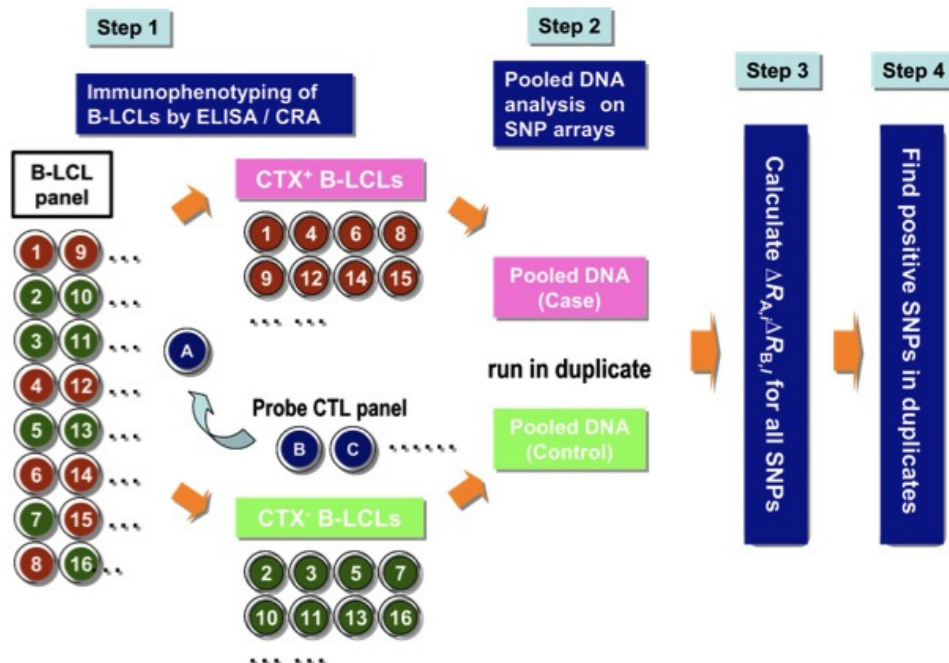 Step 1
Immunophenotyping of
B-LCLs by ELISA / CRA
B-LCL
panel
1 9 ...
2 10 ...
3 11 ...
4 12 ...
5 13 ...
6 14 ...
7 15 ...
8 16 ...
CTX⁺ B-LCLs
1 4 6 8
9 12 14 15
... ...
A
Probe CTL panel
B C ......
CTX⁻ B-LCLs
2 3 5 7
10 11 13 16
... ...
Step 2
Pooled DNA
analysis on
SNP arrays
Pooled DNA
(Case)
run in duplicate
Pooled DNA
(Control)
Step 3
Calculate ΔR_A,iΔR_B,i for all SNPs
Step 4
Find positive SNPs in duplicates